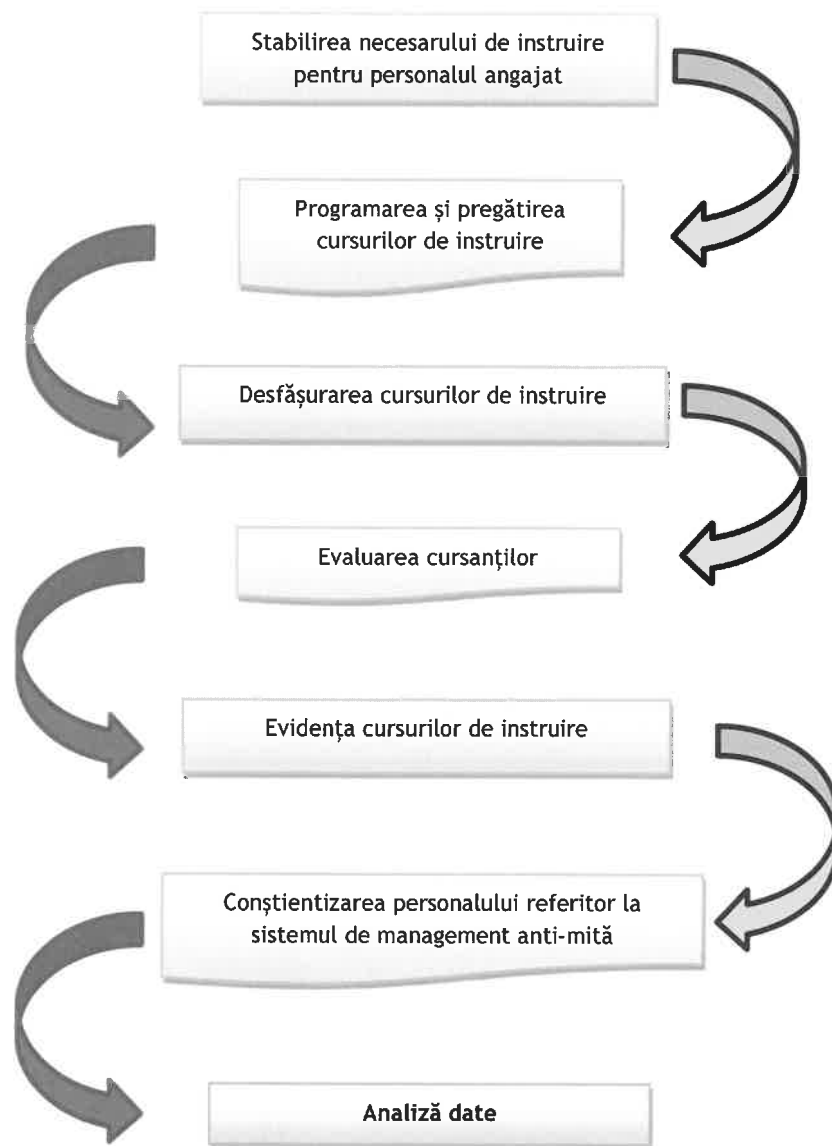 Stabilirea necesarului de instruire
pentru personalul angajat
Programarea și pregătirea
cursurilor de instruire
Desfășurarea cursurilor de instruire
Evaluarea cursanților
Evidența cursurilor de instruire
Conștientizarea personalului referitor la
sistemul de management anti-mită
Analiză date